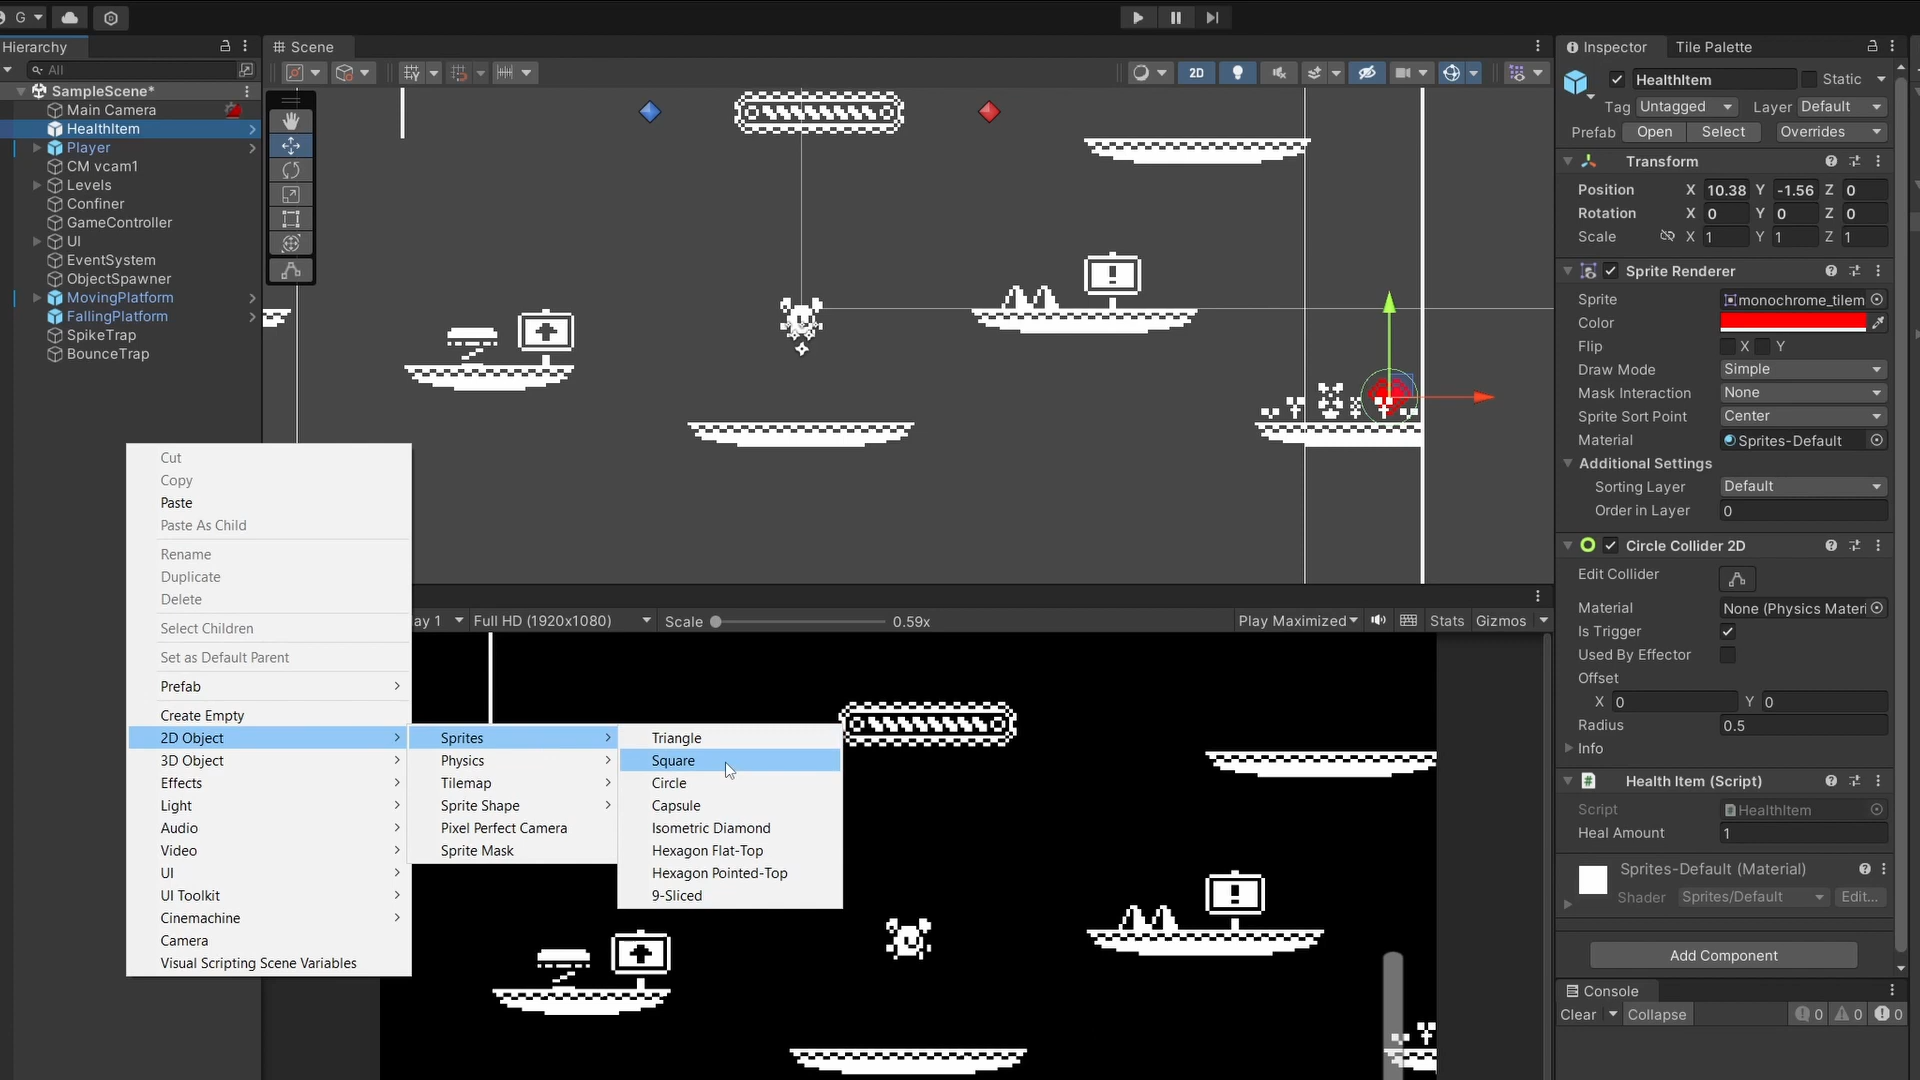 G
Hierarchy
All
SampleScene*
Main Camera
HealthItem
Player
CM vcam1
Levels
Confiner
GameController
UI
EventSystem
ObjectSpawner
MovingPlatform
FallingPlatform
SpikeTrap
BounceTrap
Scene
2D
Cut
Copy
Paste
Paste As Child
Rename
Duplicate
Delete
Select Children
Set as Default Parent
Prefab
Create Empty
2D Object
3D Object
Effects
Light
Audio
Video
UI
UI Toolkit
Cinemachine
Camera
Visual Scripting Scene Variables
Sprites
Physics
Tilemap
Sprite Shape
Pixel Perfect Camera
Sprite Mask
Triangle
Square
Circle
Capsule
Isometric Diamond
Hexagon Flat-Top
Hexagon Pointed-Top
9-Sliced
ay 1 Full HD (1920x1080) Scale 0.59x Play Maximized Stats Gizmos
Inspector Tile Palette
HealthItem Static
Tag Untagged Layer Default
Prefab Open Select Overrides
Transform
Position X 10.38 Y -1.56 Z 0
Rotation X 0 Y 0 Z 0
Scale X 1 Y 1 Z 1
Sprite Renderer
Sprite monochrome_tilem
Color
Flip X Y
Draw Mode Simple
Mask Interaction None
Sprite Sort Point Center
Material Sprites-Default
Additional Settings
Sorting Layer Default
Order in Layer 0
Circle Collider 2D
Edit Collider
Material None (Physics Materi
Is Trigger
Used By Effector
Offset
X 0 Y 0
Radius 0.5
Info
# Health Item (Script)
Script HealthItem
Heal Amount 1
Sprites-Default (Material)
Shader Sprites/Default Edit...
Add Component
Console
Clear Collapse 0 0 0